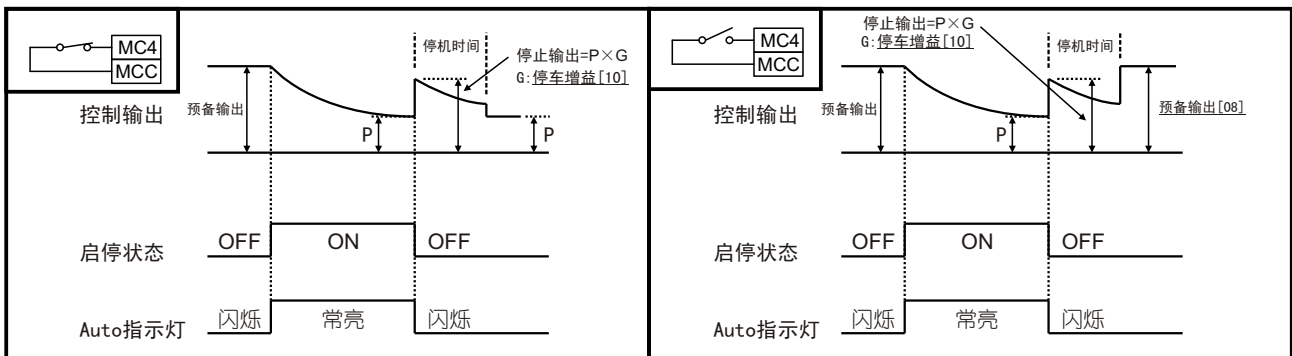 MC4
MCC
停机时间
停止输出=P×G
G:停车增益[10]
控制输出
预备输出
P
P
启停状态
OFF
ON
OFF
Auto指示灯
闪烁
常亮
闪烁
MC4
MCC
停止输出=P×G
G:停车增益[10]
停机时间
控制输出
预备输出
P
预备输出[08]
启停状态
OFF
ON
OFF
Auto指示灯
闪烁
常亮
闪烁